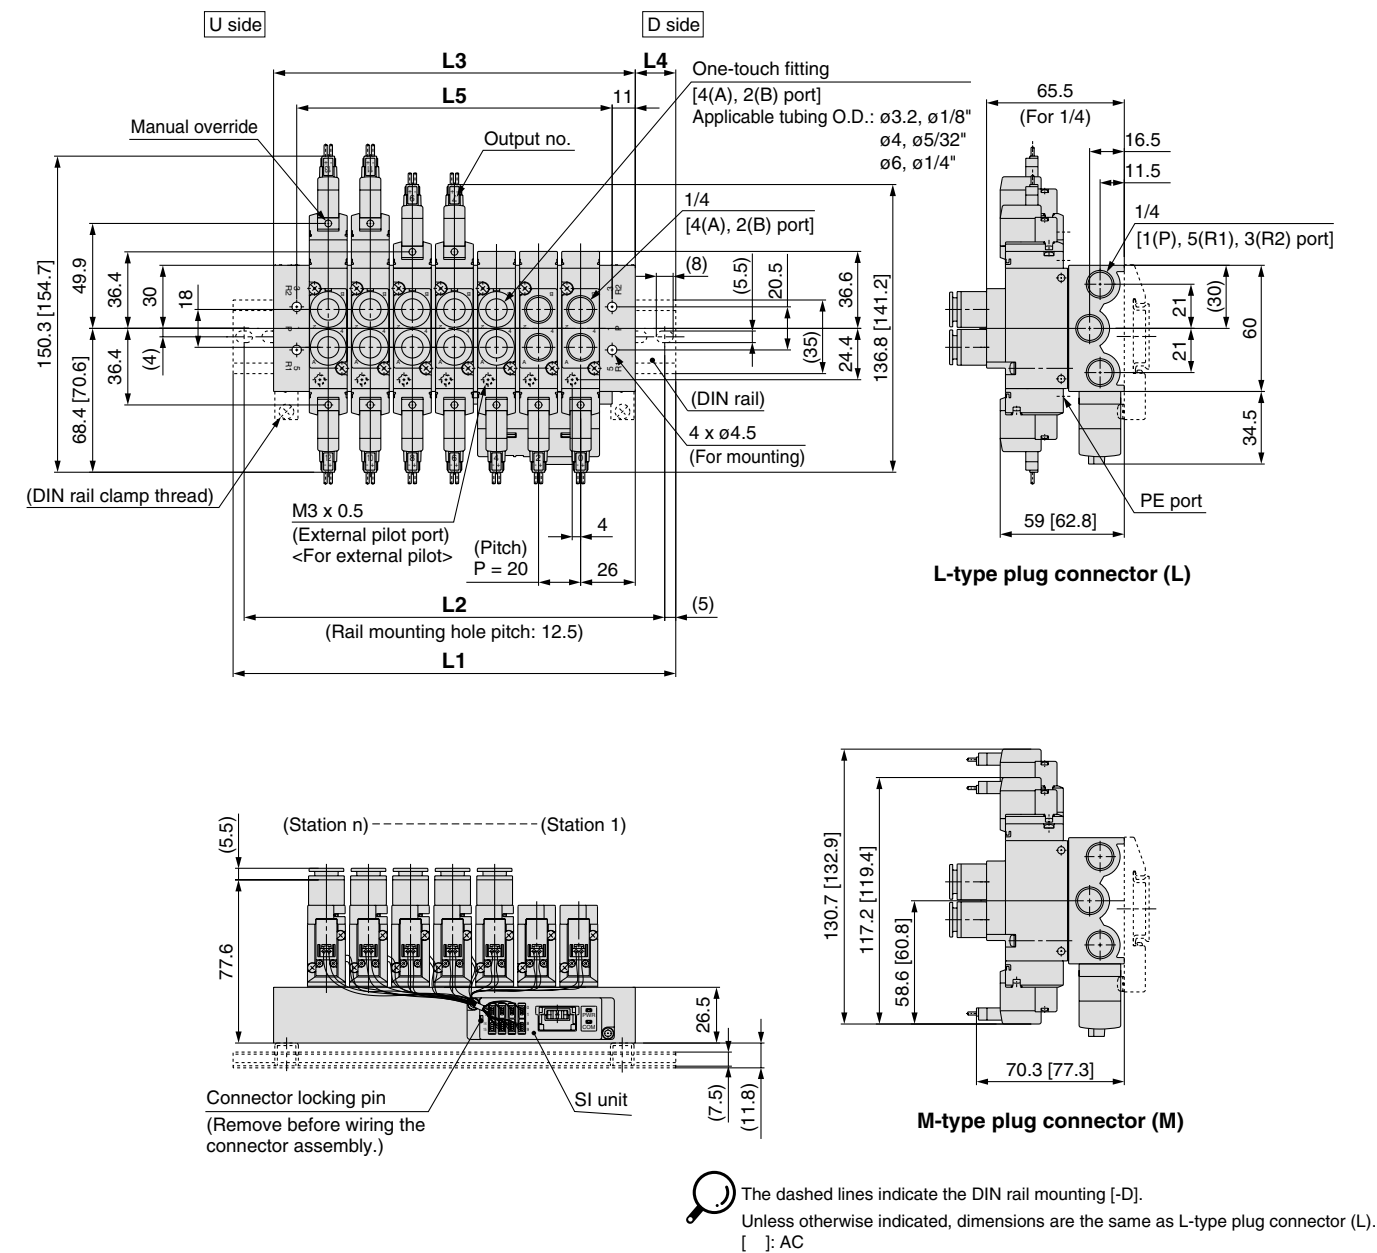 U side
D side
L3
L4
L5
11
One-touch fitting
[4(A), 2(B) port]
Applicable tubing O.D.: ø3.2, ø1/8"
ø4, ø5/32"
ø6, ø1/4"
Manual override
Output no.
1/4
[4(A), 2(B) port]
(8)
(5.5)
20.5
36.6
(35)
24.4
136.8 [141.2]
150.3 [154.7]
49.9
36.4
30
18
68.4 [70.6]
36.4
(4)
(DIN rail)
4 x ø4.5
(For mounting)
(DIN rail clamp thread)
M3 x 0.5
(External pilot port)
<For external pilot>
(Pitch)
P = 20
4
26
L2
(5)
(Rail mounting hole pitch: 12.5)
L1
65.5
(For 1/4)
16.5
11.5
1/4
[1(P), 5(R1), 3(R2) port]
21
(30)
60
21
34.5
PE port
59 [62.8]
L-type plug connector (L)
(Station n)
(Station 1)
(5.5)
77.6
26.5
PWR
COM
(7.5)
(11.8)
Connector locking pin
(Remove before wiring the
connector assembly.)
SI unit
130.7 [132.9]
117.2 [119.4]
58.6 [60.8]
70.3 [77.3]
M-type plug connector (M)
The dashed lines indicate the DIN rail mounting [-D].
Unless otherwise indicated, dimensions are the same as L-type plug connector (L).
[ ]: AC